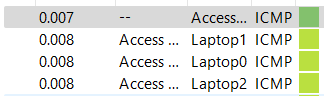 0.007 -- Access... ICMP
0.008 Access ... Laptop1 ICMP
0.008 Access ... Laptop0 ICMP
0.008 Access ... Laptop2 ICMP